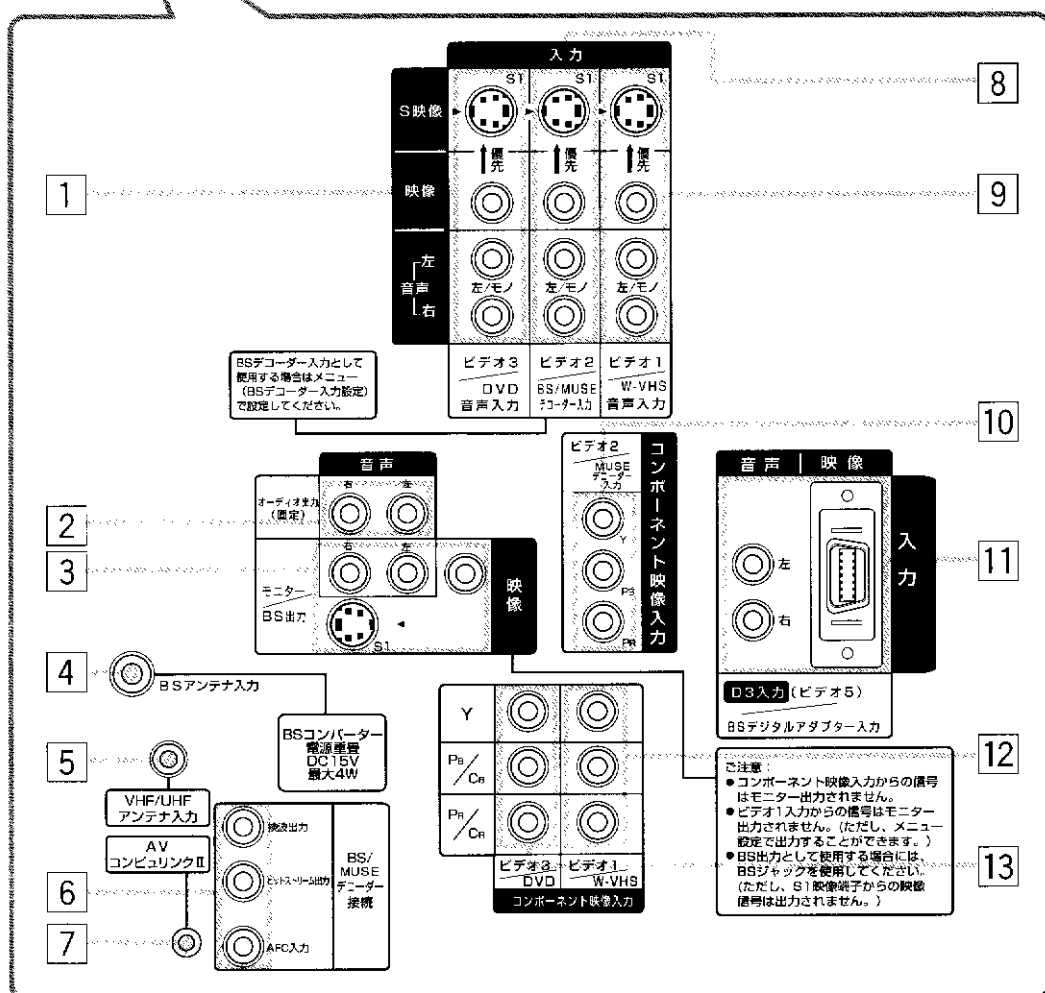 入力
8
S映像
S1
S1
S1
優先
優先
優先
1
映像
9
左
音声
右
左/モノ
左/モノ
左/モノ
ビデオ3
DVD
音声入力
ビデオ2
BS/MUSE
デコーダー入力
ビデオ1
W-VHS
音声入力
BSデコーダー入力として
使用する場合はメニュー
(BSデコーダー入力設定)
で設定してください。
10
音声
オーディオ出力
(固定)
右
左
2
3
モニター
BS出力
右
左
S1
映像
ビデオ2
MUSE
デコーダー
入力
Y
PB
PR
コンポーネント映像入力
音声
映像
左
右
入力
11
D3入力(ビデオ5)
BSデジタルアダプター入力
4
BSアンテナ入力
BSコンバーター
電源重畳
DC15V
最大4W
5
VHF/UHF
アンテナ入力
AV
コンピュリンクⅡ
6
7
検波出力
ビットストリーム出力
AFC入力
BS/
MUSE
デコーダー
接続
Y
PB/CB
PR/CR
12
ビデオ3
DVD
ビデオ1
W-VHS
コンポーネント映像入力
13
ご注意:
●コンポーネント映像入力からの信号
はモニター出力されません。
●ビデオ1入力からの信号はモニター
出力されません。(ただし、メニュー
設定で出力することができます。)
●BS出力として使用する場合には、
BSジャックを使用してください。
(ただし、S1映像端子からの映像
信号は出力されません。)